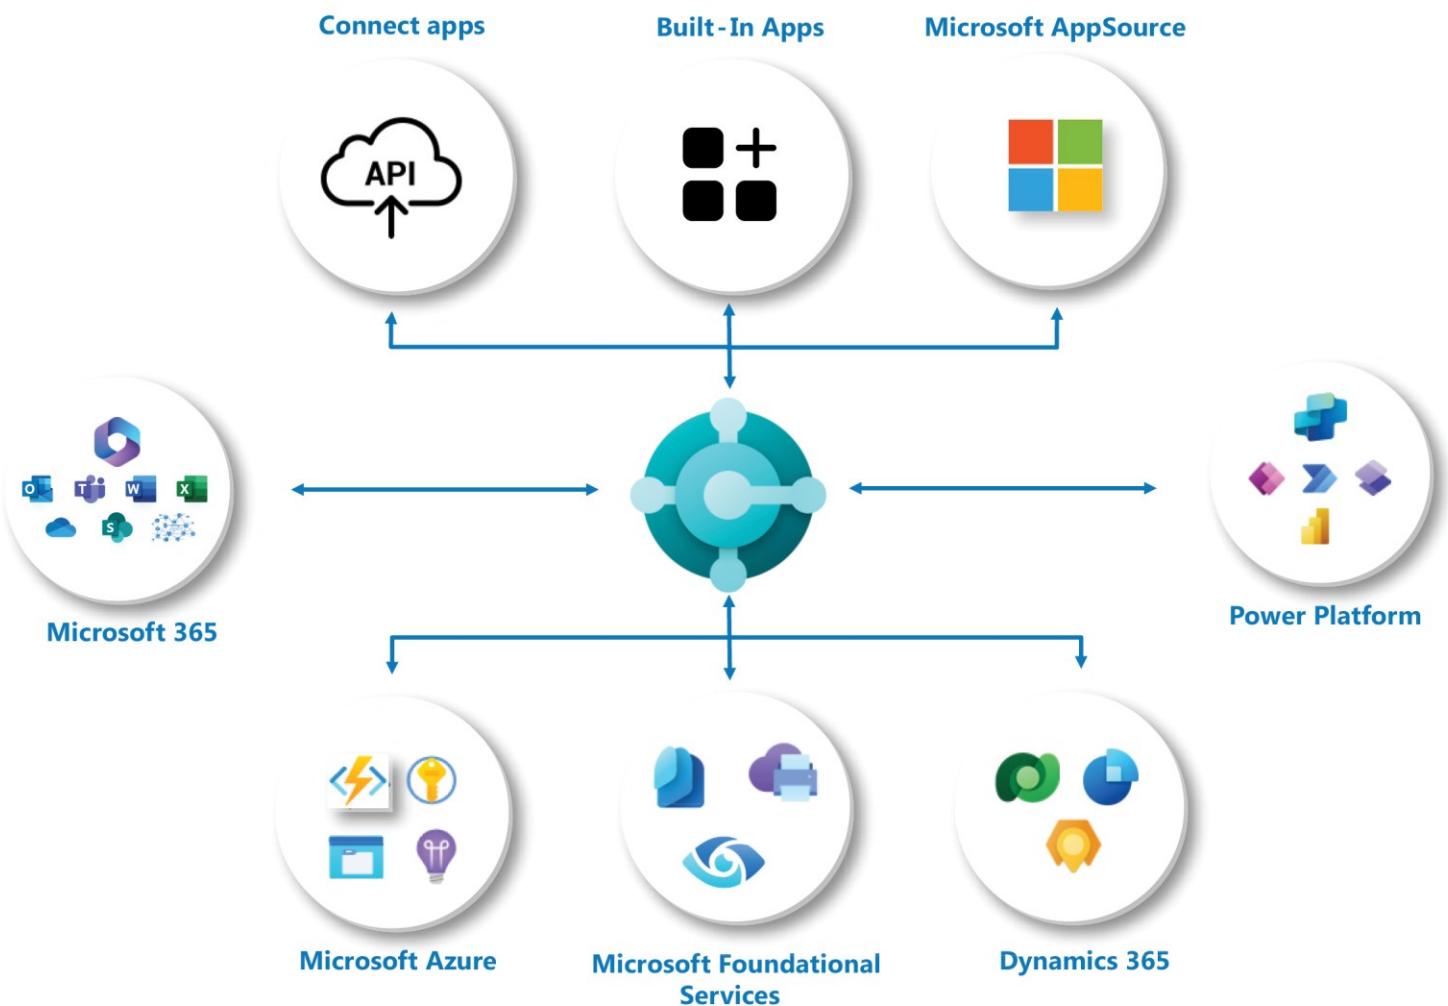 Connect apps
Built-In Apps
Microsoft AppSource
API
O
T
W
X
S
Microsoft 365
Power Platform
Microsoft Azure
Microsoft Foundational
Services
Dynamics 365